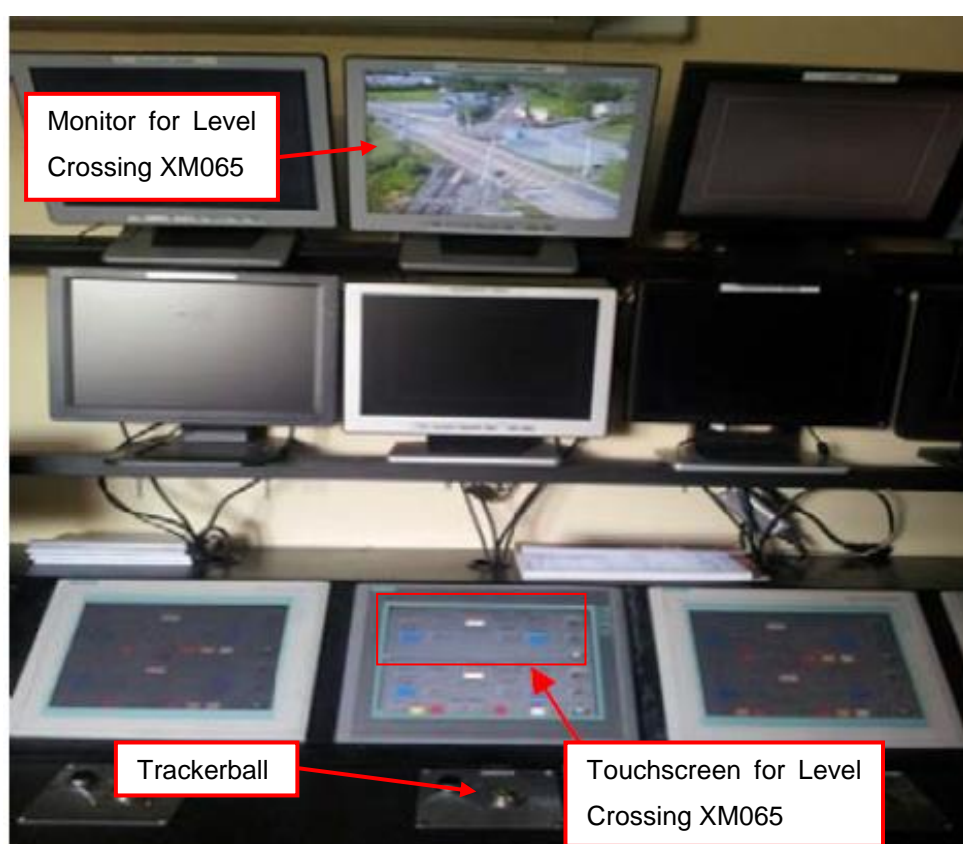 Monitor for Level
Crossing XM065
Trackerball
Touchscreen for Level
Crossing XM065